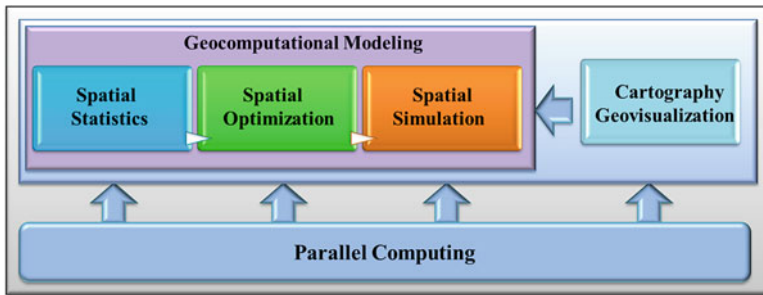 Geocomputational Modeling
Spatial
Statistics
Spatial
Optimization
Spatial
Simulation
Cartography
Geovisualization
Parallel Computing